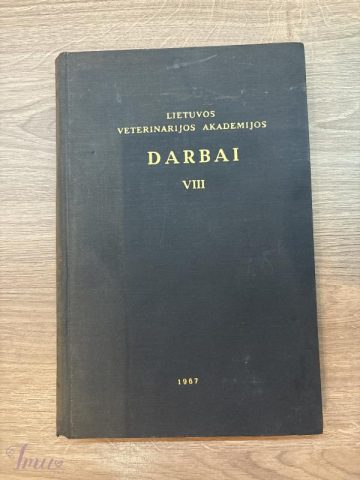 LIETUVOS
VETERINARIJOS AKADEMIJOS
DARBAI
VIII
1967